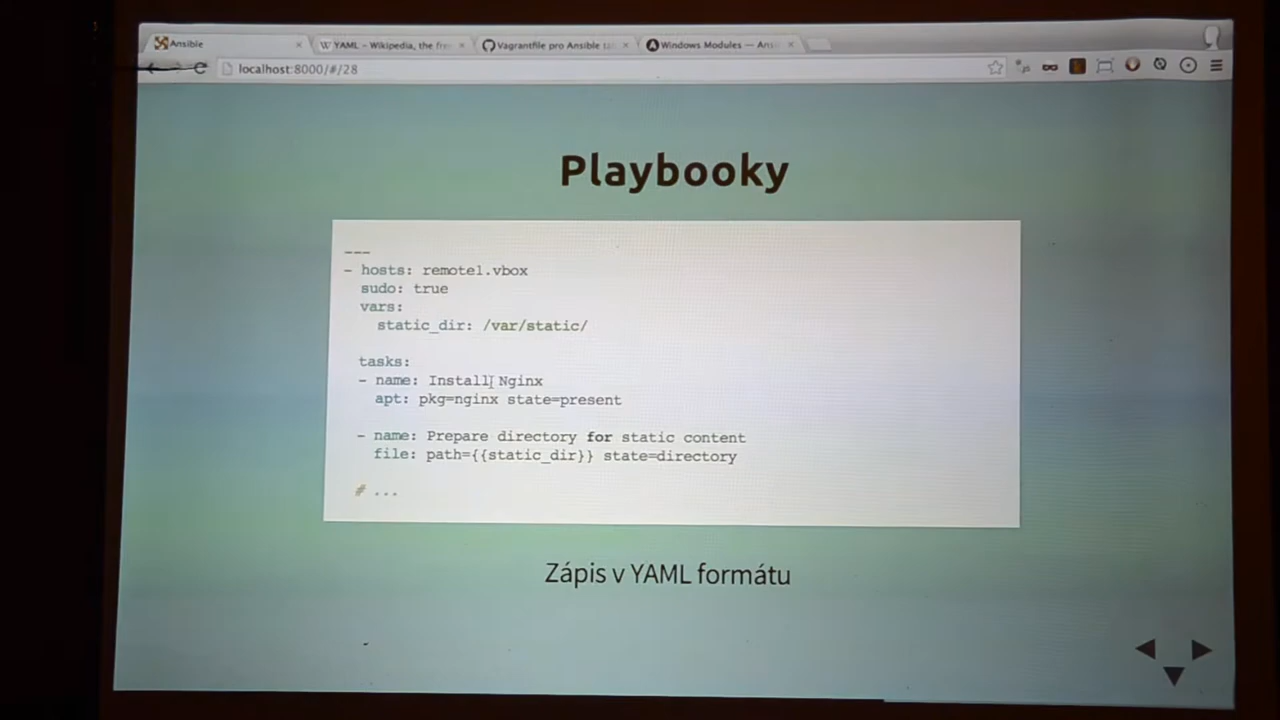 Ansible
YAML - Wikipedia, the fre
Vagrantfile pro Ansible
Windows Modules — Ans
localhost:8000/#/28
Playbooky
---
- hosts: remote1.vbox
sudo: true
vars:
static_dir: /var/static/
tasks:
- name: Install Nginx
apt: pkg=nginx state=present
- name: Prepare directory for static content
file: path={{static_dir}} state=directory
# ...
Zápis v YAML formátu